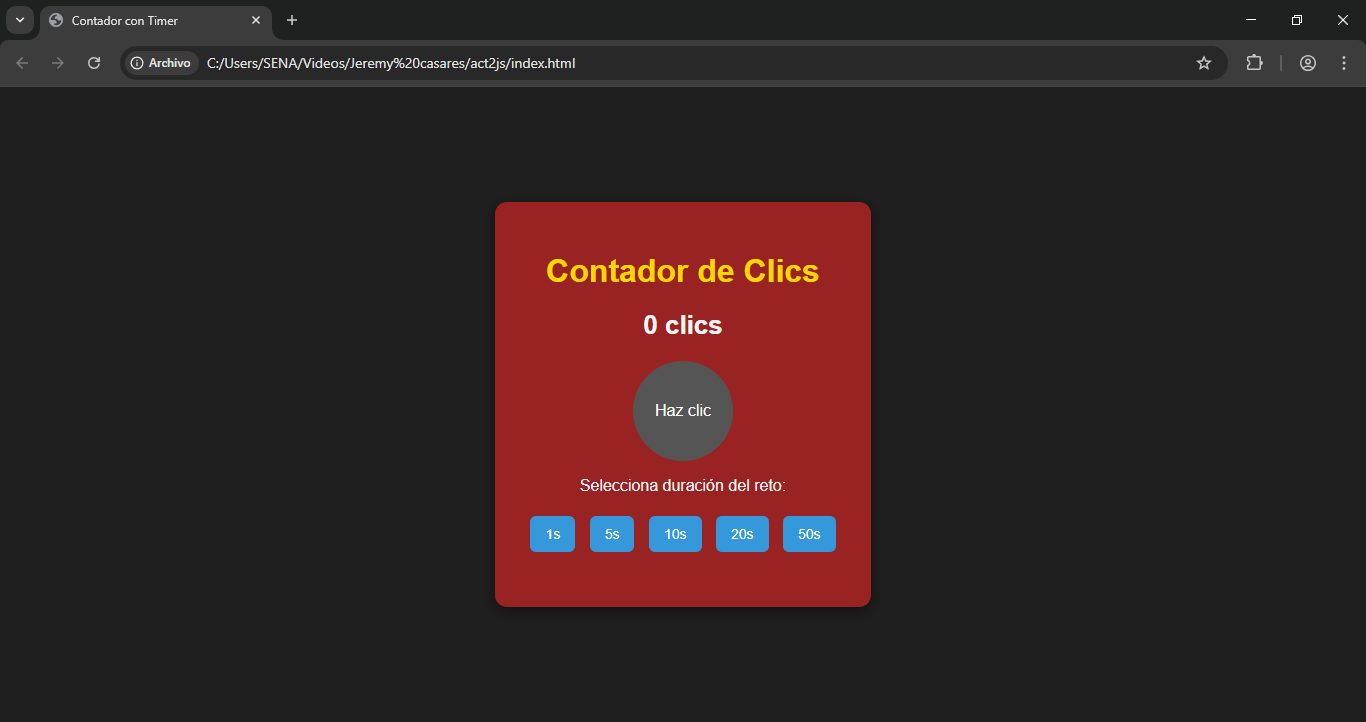 Contador con Timer
Archivo C:/Users/SENA/Videos/Jeremy%20casares/act2js/index.html
Contador de Clics
0 clics
Haz clic
Selecciona duración del reto:
1s 5s 10s 20s 50s